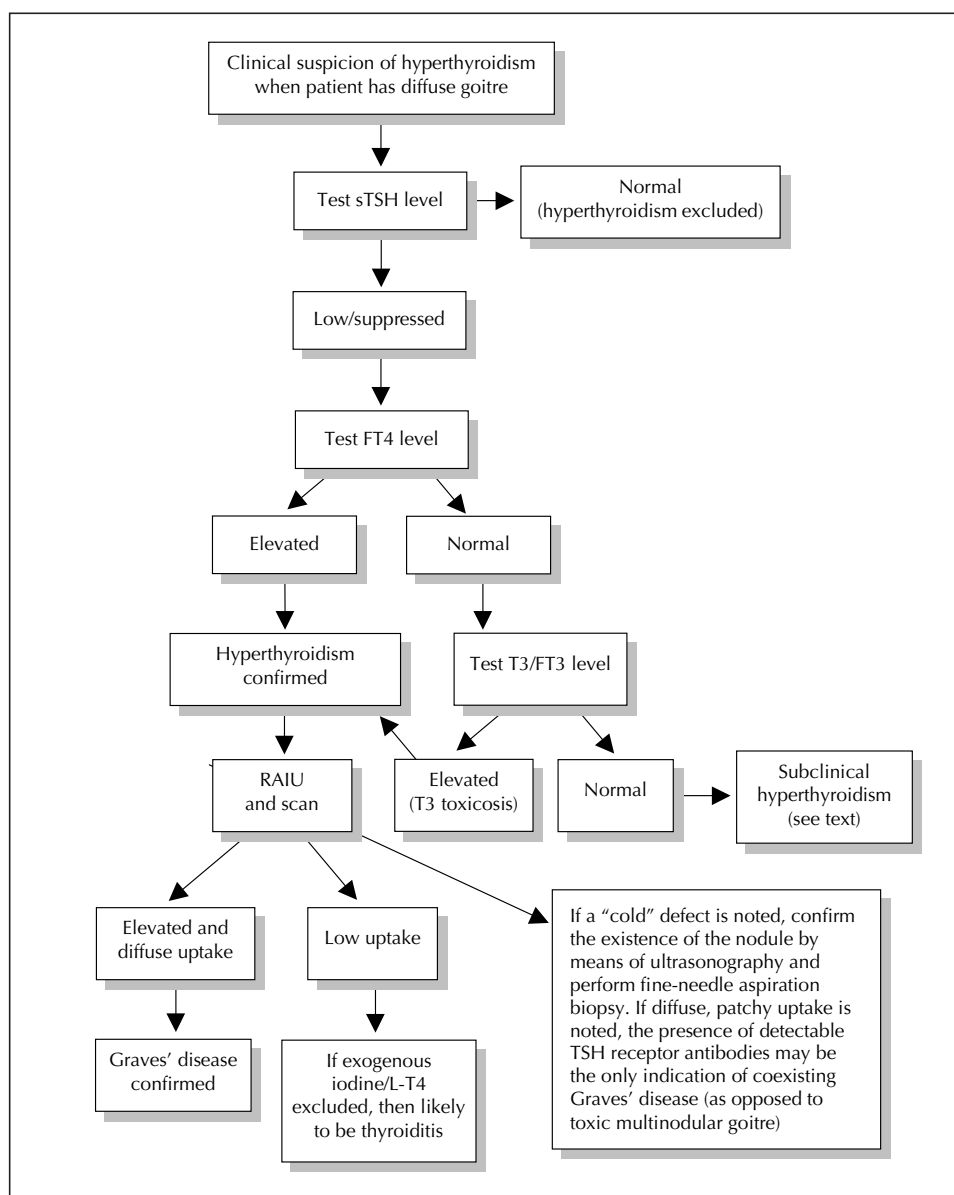 Clinical suspicion of hyperthyroidism
when patient has diffuse goitre
Test sTSH level
Normal
(hyperthyroidism excluded)
Low/suppressed
Test FT4 level
Elevated
Normal
Hyperthyroidism
confirmed
Test T3/FT3 level
RAIU
and scan
Elevated
(T3 toxicosis)
Normal
Subclinical
hyperthyroidism
(see text)
Elevated and
diffuse uptake
Low uptake
If a “cold” defect is noted, confirm
the existence of the nodule by
means of ultrasonography and
perform fine-needle aspiration
biopsy. If diffuse, patchy uptake is
noted, the presence of detectable
TSH receptor antibodies may be
the only indication of coexisting
Graves’ disease (as opposed to
toxic multinodular goitre)
Graves’ disease
confirmed
If exogenous
iodine/L-T4
excluded, then likely
to be thyroiditis